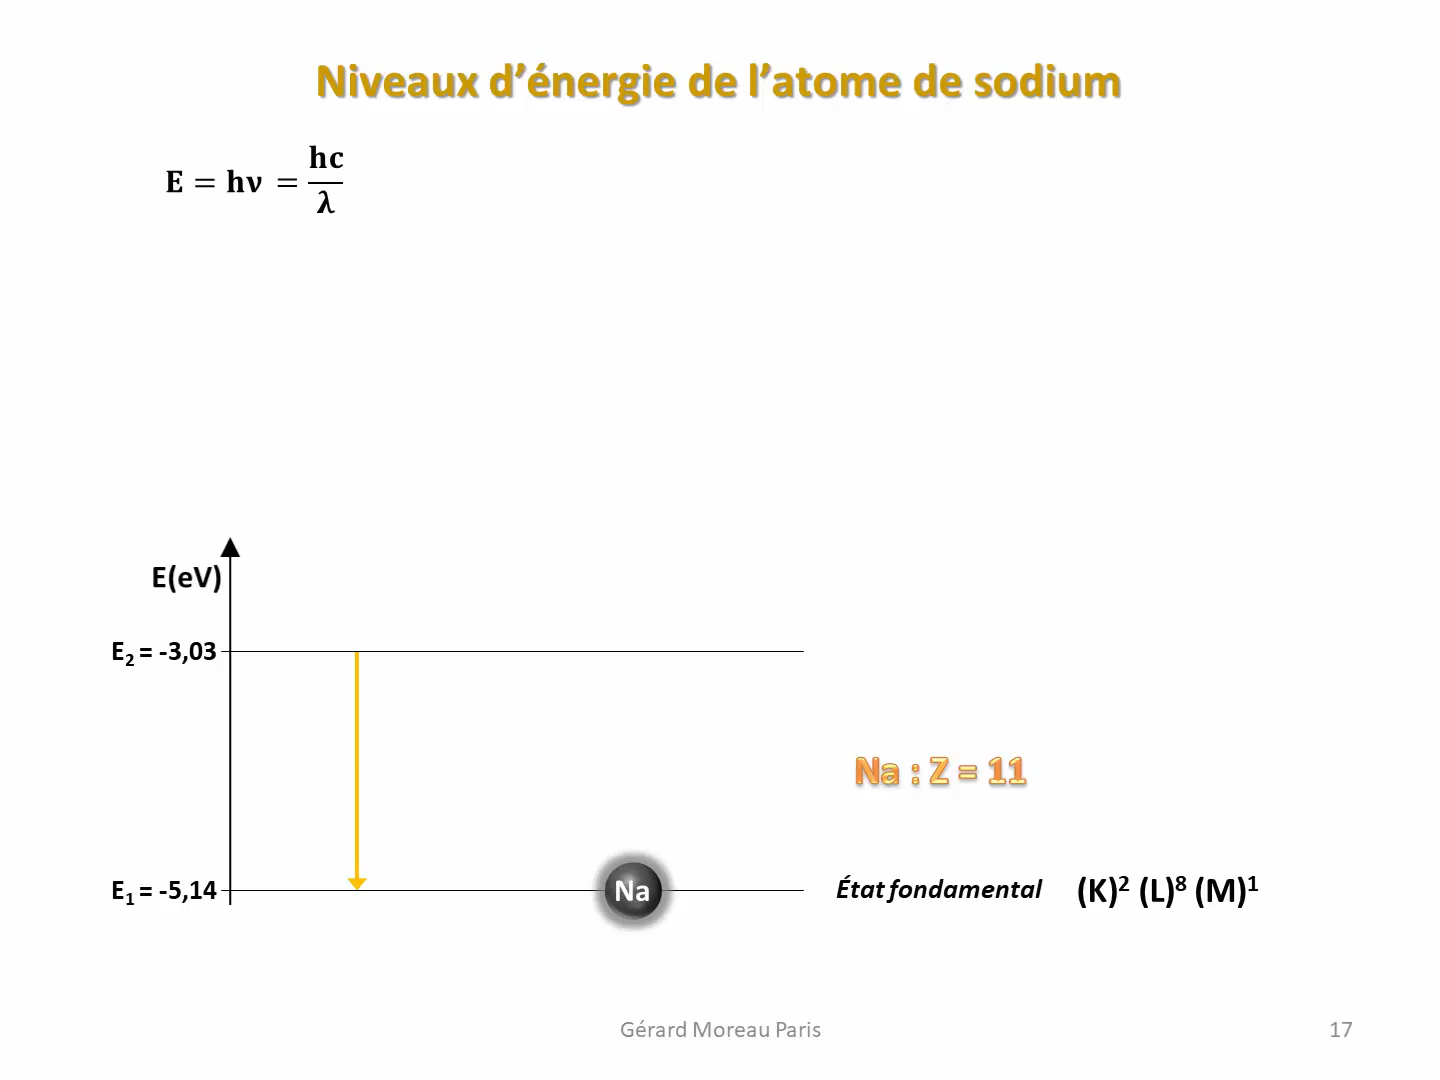 Niveaux d’énergie de l’atome de sodium
E = hν = hc/λ
E(eV)
E₂ = -3,03
Na : Z = 11
E₁ = -5,14
Na
État fondamental (K)² (L)⁸ (M)¹
Gérard Moreau Paris
17